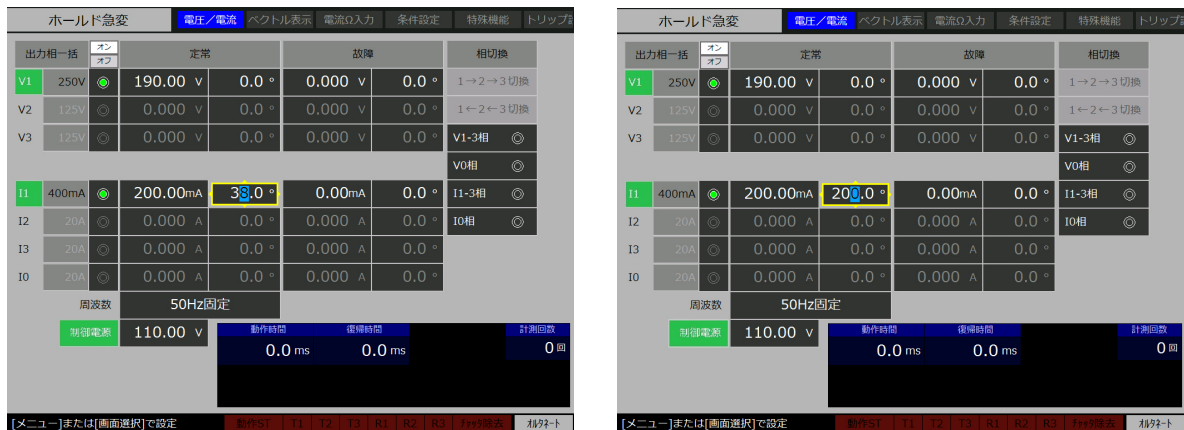 ホールド急変 電圧／電流 ベクトル表示 電流Ω入力 条件設定 特殊機能 トリップ
出力相一括 オン オフ 定常 故障 相切換
V1 250V 190.00 V 0.0 ° 0.000 V 0.0 ° 1→2→3切換
V2 125V 0.000 V 0.0 ° 0.000 V 0.0 ° 1←2←3切換
V3 125V 0.000 V 0.0 ° 0.000 V 0.0 ° V1-3相
V0相
I1 400mA 200.00mA 38.0 ° 0.00mA 0.0 ° I1-3相
I2 20A 0.000 A 0.0 ° 0.000 A 0.0 ° I0相
I3 20A 0.000 A 0.0 ° 0.000 A 0.0 °
I0 20A 0.000 A 0.0 ° 0.000 A 0.0 °
周波数 50Hz固定
制御電源 110.00 V 動作時間 復帰時間 計測回数
0.0 ms 0.0 ms 0 回
[メニュー]または[画面選択]で設定 動作ST T1 T2 T3 R1 R2 R3 ﾁｬｯﾀ除去 ｵﾙﾀﾈｰﾄ
ホールド急変 電圧／電流 ベクトル表示 電流Ω入力 条件設定 特殊機能 トリップ
出力相一括 オン オフ 定常 故障 相切換
V1 250V 190.00 V 0.0 ° 0.000 V 0.0 ° 1→2→3切換
V2 125V 0.000 V 0.0 ° 0.000 V 0.0 ° 1←2←3切換
V3 125V 0.000 V 0.0 ° 0.000 V 0.0 ° V1-3相
V0相
I1 400mA 200.00mA 200.0 ° 0.00mA 0.0 ° I1-3相
I2 20A 0.000 A 0.0 ° 0.000 A 0.0 ° I0相
I3 20A 0.000 A 0.0 ° 0.000 A 0.0 °
I0 20A 0.000 A 0.0 ° 0.000 A 0.0 °
周波数 50Hz固定
制御電源 110.00 V 動作時間 復帰時間 計測回数
0.0 ms 0.0 ms 0 回
[メニュー]または[画面選択]で設定 動作ST T1 T2 T3 R1 R2 R3 ﾁｬｯﾀ除去 ｵﾙﾀﾈｰﾄ